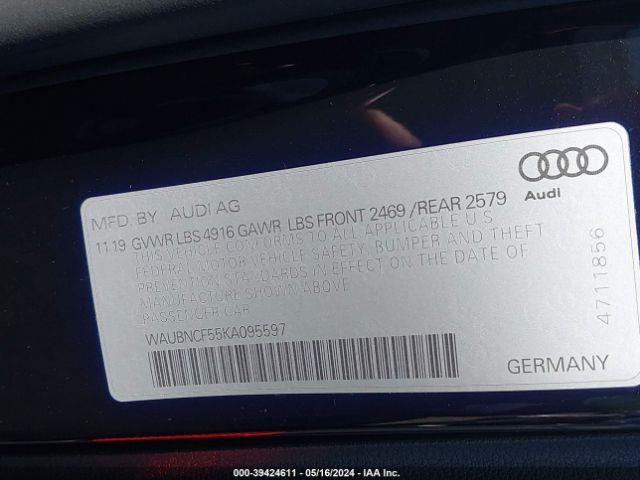 Audi
MFD. BY AUDI AG
11 19 GVWR LBS 4916 GAWR LBS FRONT 2469 / REAR 2579
THIS VEHICLE CONFORMS TO ALL APPLICABLE U S
FEDERAL MOTOR VEHICLE SAFETY, BUMPER, AND THEFT
PREVENTION STANDARDS IN EFFECT ON THE DATE OF
MANUFACTURE SHOWN ABOVE
PASSENGER CAR
WAUBNCF55KA095597
4711856
GERMANY
000-39424611 - 05/16/2024 - IAA Inc.